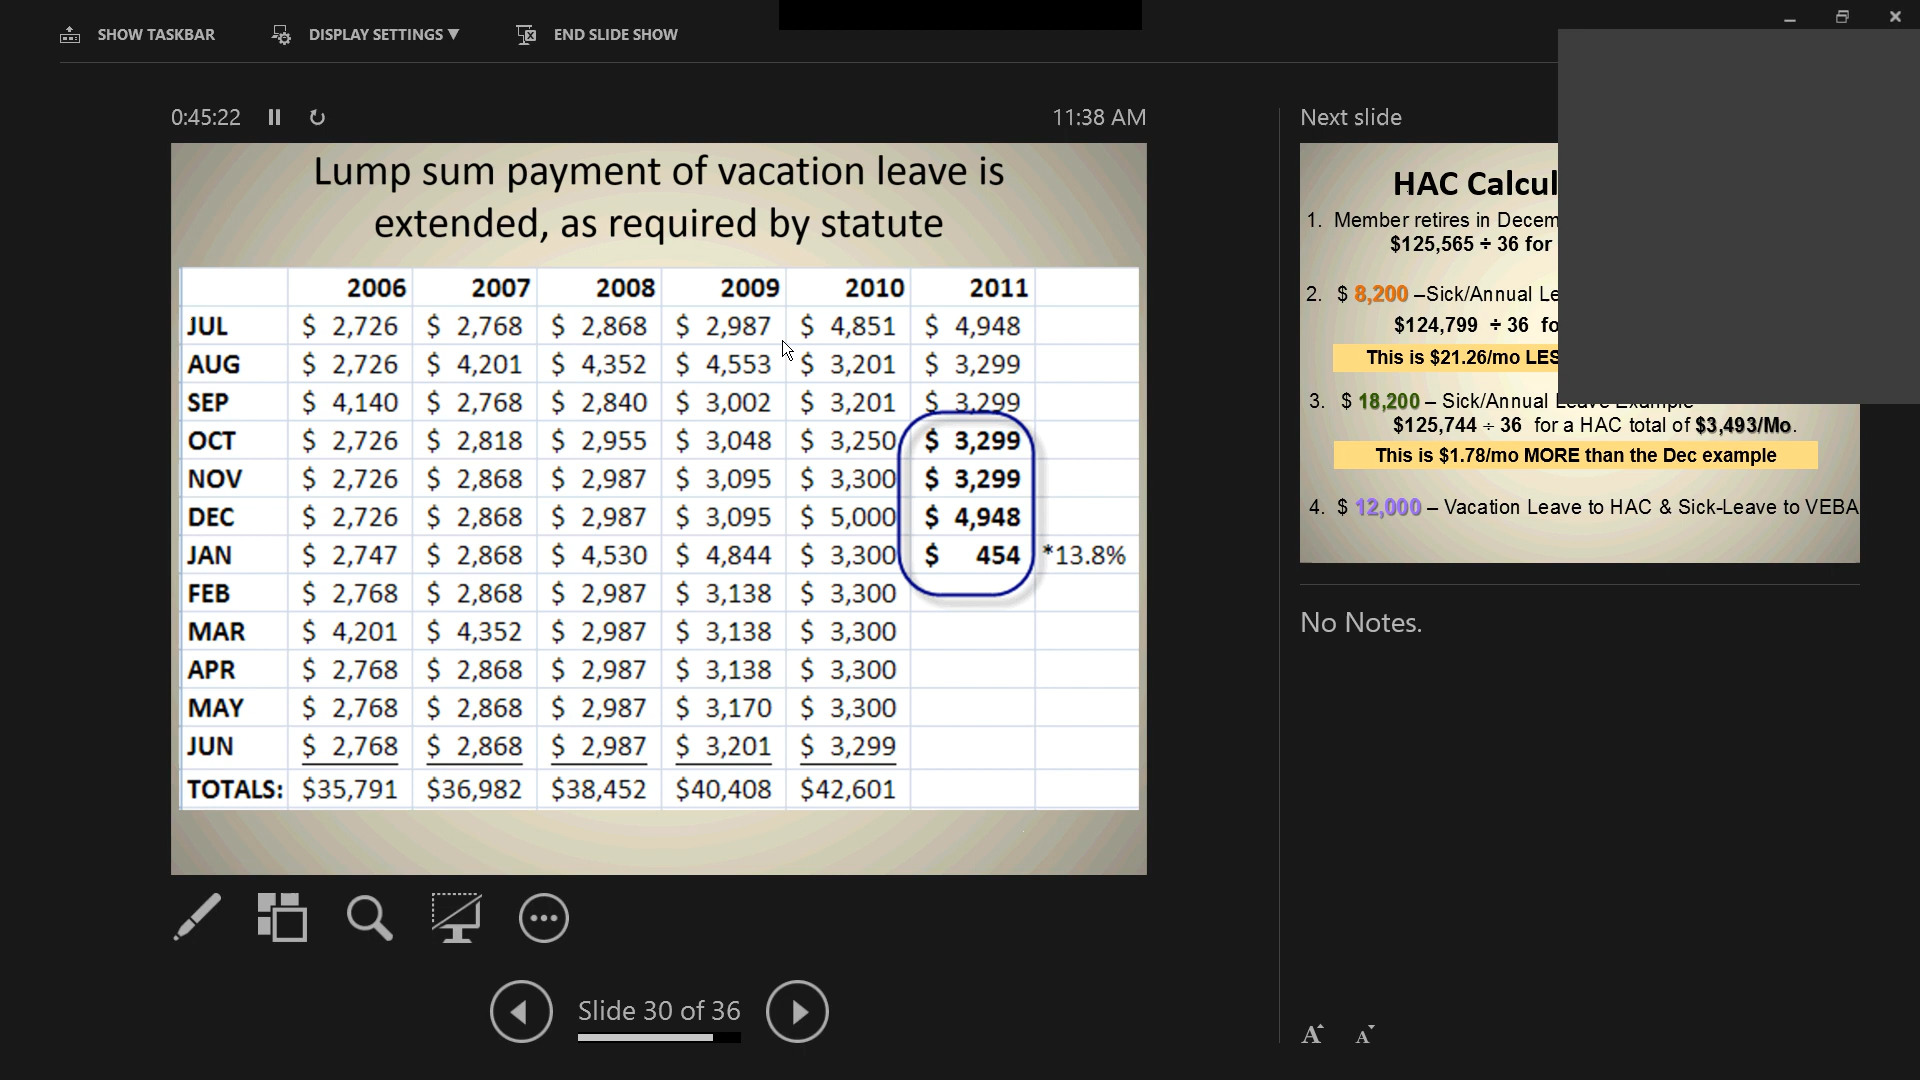 SHOW TASKBAR DISPLAY SETTINGS ▼ END SLIDE SHOW
0:45:22 11:38 AM
Lump sum payment of vacation leave is
extended, as required by statute
2006 2007 2008 2009 2010 2011
JUL $ 2,726 $ 2,768 $ 2,868 $ 2,987 $ 4,851 $ 4,948
AUG $ 2,726 $ 4,201 $ 4,352 $ 4,553 $ 3,201 $ 3,299
SEP $ 4,140 $ 2,768 $ 2,840 $ 3,002 $ 3,201 $ 3,299
OCT $ 2,726 $ 2,818 $ 2,955 $ 3,048 $ 3,250 $ 3,299
NOV $ 2,726 $ 2,868 $ 2,987 $ 3,095 $ 3,300 $ 3,299
DEC $ 2,726 $ 2,868 $ 2,987 $ 3,095 $ 5,000 $ 4,948
JAN $ 2,747 $ 2,868 $ 4,530 $ 4,844 $ 3,300 $ 454 *13.8%
FEB $ 2,768 $ 2,868 $ 2,987 $ 3,138 $ 3,300
MAR $ 4,201 $ 4,352 $ 2,987 $ 3,138 $ 3,300
APR $ 2,768 $ 2,868 $ 2,987 $ 3,138 $ 3,300
MAY $ 2,768 $ 2,868 $ 2,987 $ 3,170 $ 3,300
JUN $ 2,768 $ 2,868 $ 2,987 $ 3,201 $ 3,299
TOTALS: $35,791 $36,982 $38,452 $40,408 $42,601
Slide 30 of 36
Next slide
HAC
1. Member retires in
$125,565 ÷ 36 for
2. $ 8,200 –Sick/Annual
$124,799 ÷ 36
This is $21.26/mo
3. $ 18,200 – Sick/Annual Leave Example
$125,744 ÷ 36 for a HAC total of $3,493/Mo.
This is $1.78/mo MORE than the Dec example
4. $ 12,000 – Vacation Leave to HAC & Sick-Leave to VEBA
No Notes.
A A